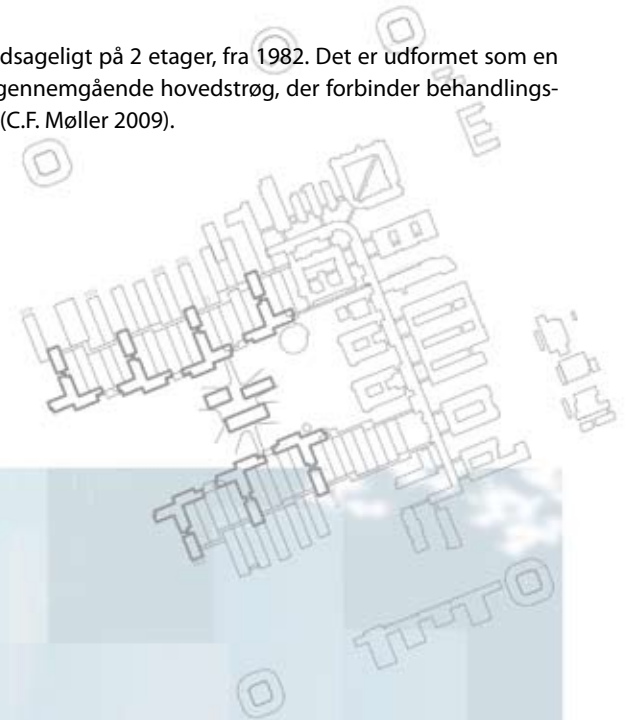 dsageligt på 2 etager, fra 1982. Det er udformet som en
gennemgående hovedstrøg, der forbinder behandlings-
(C.F. Møller 2009).